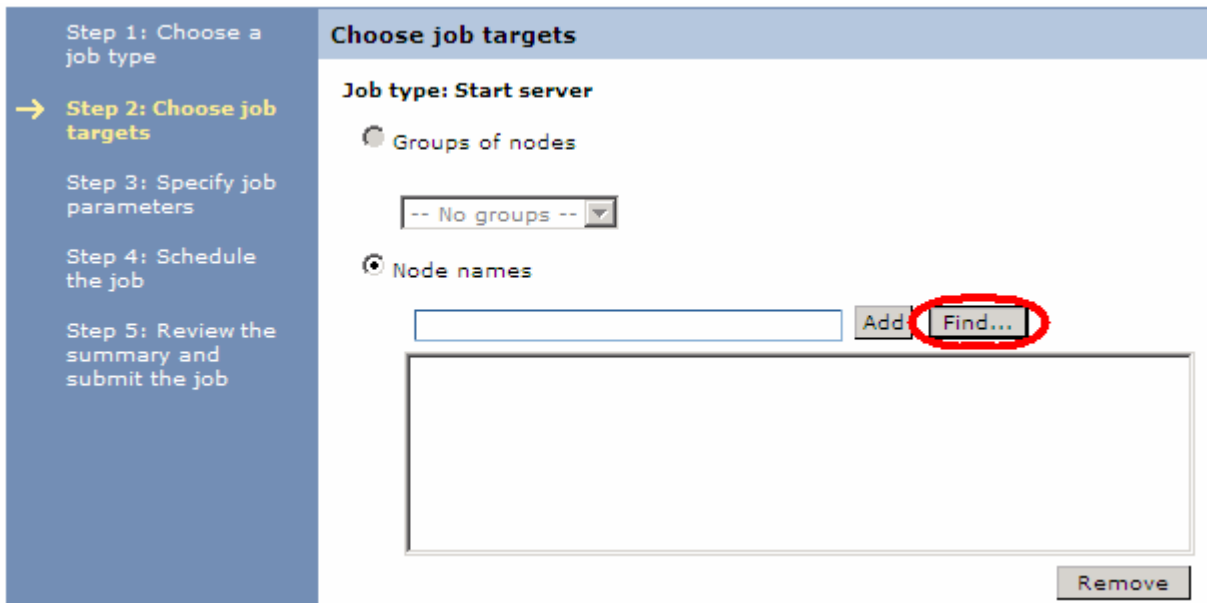 Step 1: Choose a
job type
Step 2: Choose job
targets
Step 3: Specify job
parameters
Step 4: Schedule
the job
Step 5: Review the
summary and
submit the job
Choose job targets
Job type: Start server
Groups of nodes
-- No groups --
Node names
Add Find...
Remove